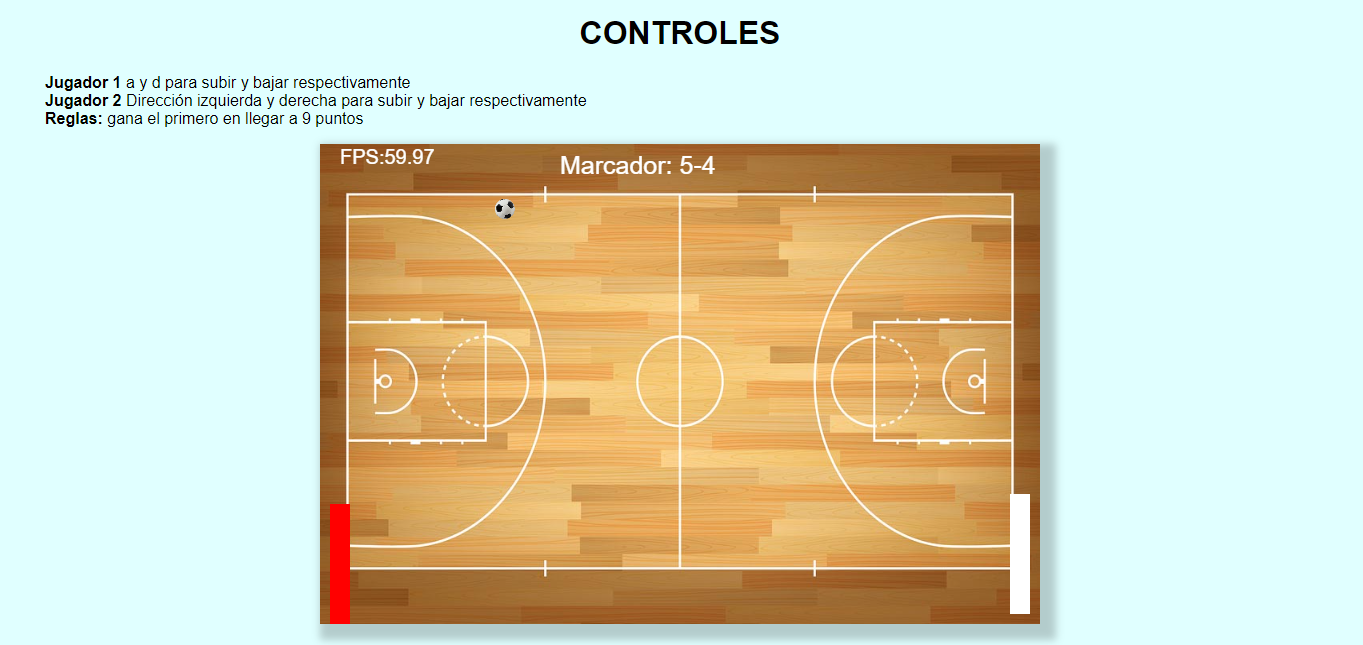 CONTROLES
Jugador 1 a y d para subir y bajar respectivamente
Jugador 2 Dirección izquierda y derecha para subir y bajar respectivamente
Reglas: gana el primero en llegar a 9 puntos
FPS:59.97
Marcador: 5-4